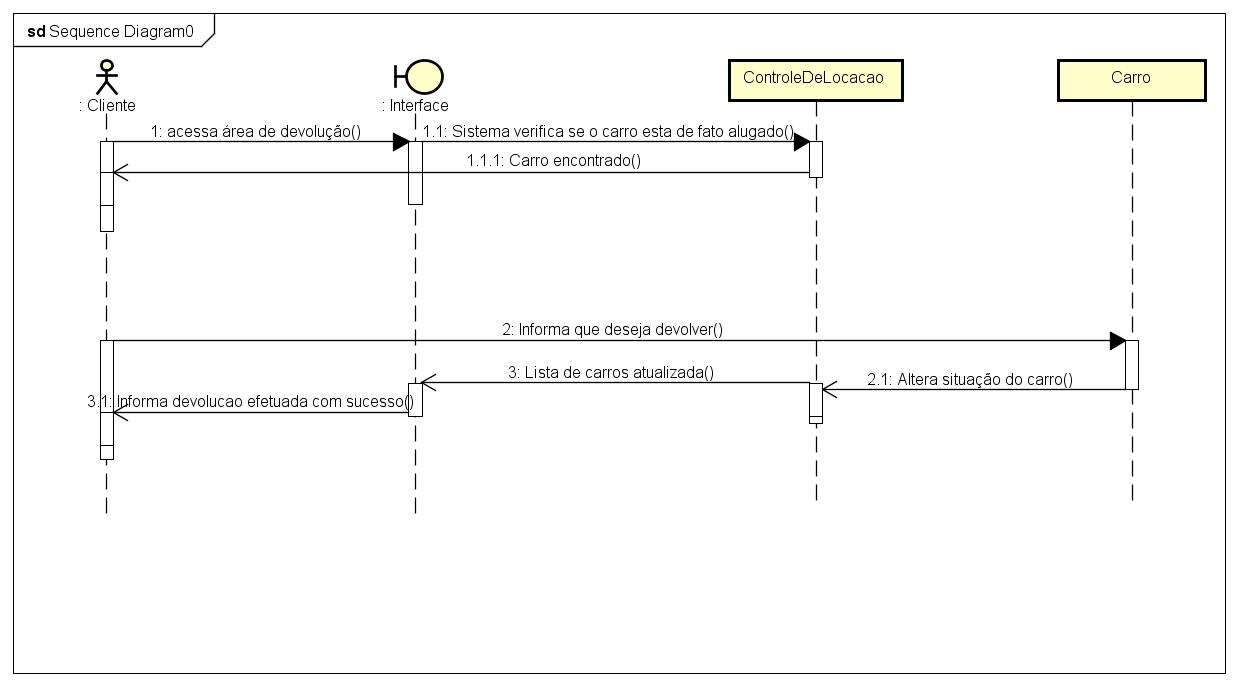 sd Sequence Diagram0
: Cliente
: Interface
ControleDeLocacao
Carro
1: acessa área de devolução()
1.1: Sistema verifica se o carro esta de fato alugado()
1.1.1: Carro encontrado()
2: Informa que deseja devolver()
3: Lista de carros atualizada()
2.1: Altera situação do carro()
3.1: Informa devolucao efetuada com sucesso()